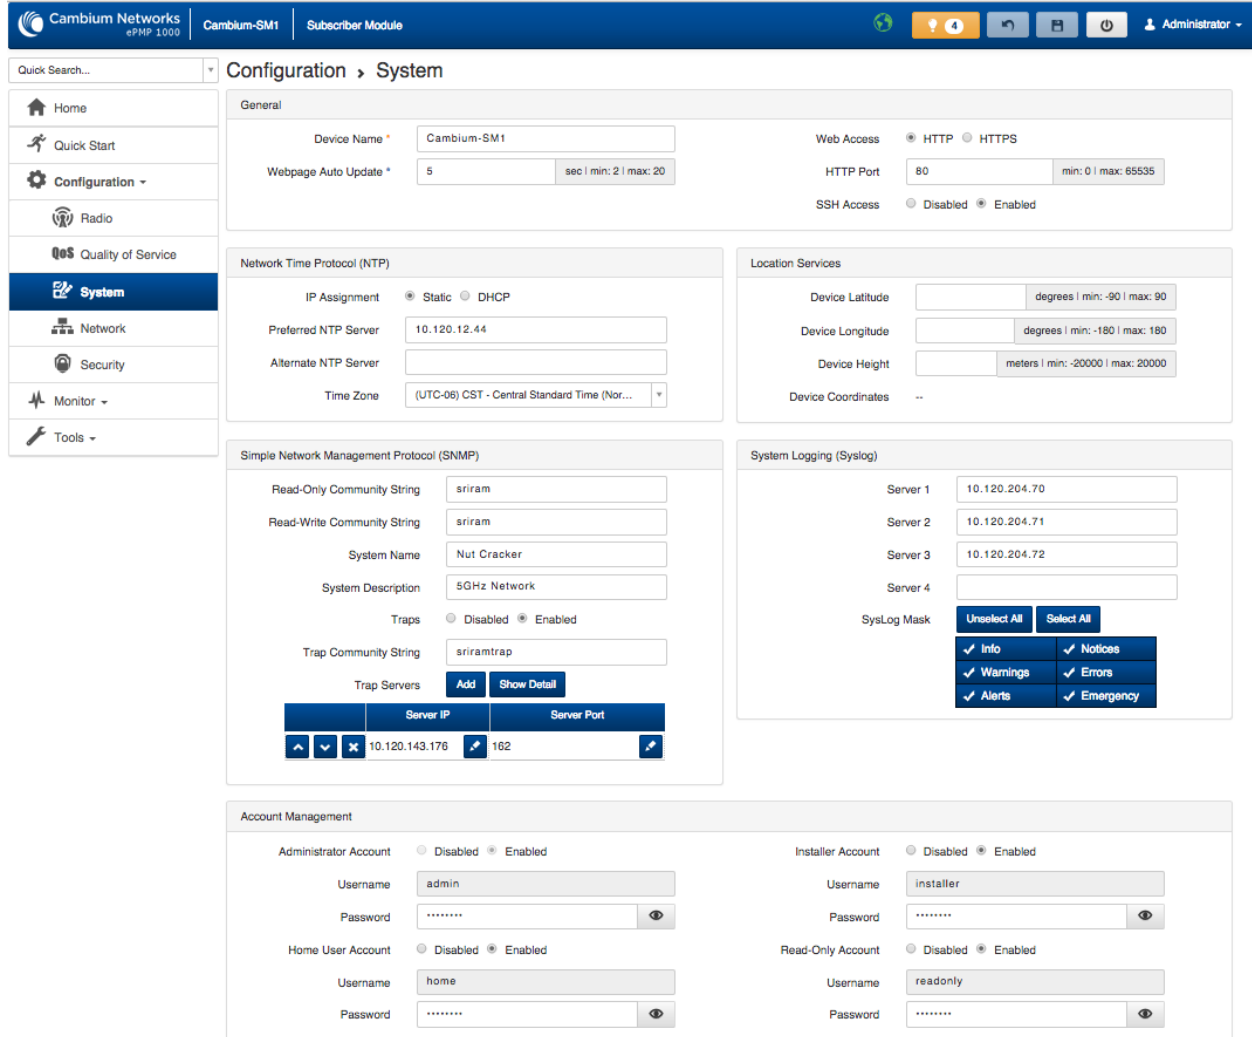 Cambium Networks
ePMP 1000
Cambium-SM1
Subscriber Module
4
Administrator
Quick Search...
Configuration › System
Home
Quick Start
Configuration
Radio
QoS Quality of Service
System
Network
Security
Monitor
Tools
General
Device Name * Cambium-SM1
Webpage Auto Update * 5 sec | min: 2 | max: 20
Web Access HTTP HTTPS
HTTP Port 80 min: 0 | max: 65535
SSH Access Disabled Enabled
Network Time Protocol (NTP)
IP Assignment Static DHCP
Preferred NTP Server 10.120.12.44
Alternate NTP Server
Time Zone (UTC-06) CST - Central Standard Time (Nor...
Location Services
Device Latitude degrees | min: -90 | max: 90
Device Longitude degrees | min: -180 | max: 180
Device Height meters | min: -20000 | max: 20000
Device Coordinates --
Simple Network Management Protocol (SNMP)
Read-Only Community String sriram
Read-Write Community String sriram
System Name Nut Cracker
System Description 5GHz Network
Traps Disabled Enabled
Trap Community String sriramtrap
Trap Servers Add Show Detail
Server IP Server Port
10.120.143.176 162
System Logging (Syslog)
Server 1 10.120.204.70
Server 2 10.120.204.71
Server 3 10.120.204.72
Server 4
SysLog Mask Unselect All Select All
Info Notices
Warnings Errors
Alerts Emergency
Account Management
Administrator Account Disabled Enabled
Username admin
Password ········
Home User Account Disabled Enabled
Username home
Password ········
Installer Account Disabled Enabled
Username installer
Password ········
Read-Only Account Disabled Enabled
Username readonly
Password ········